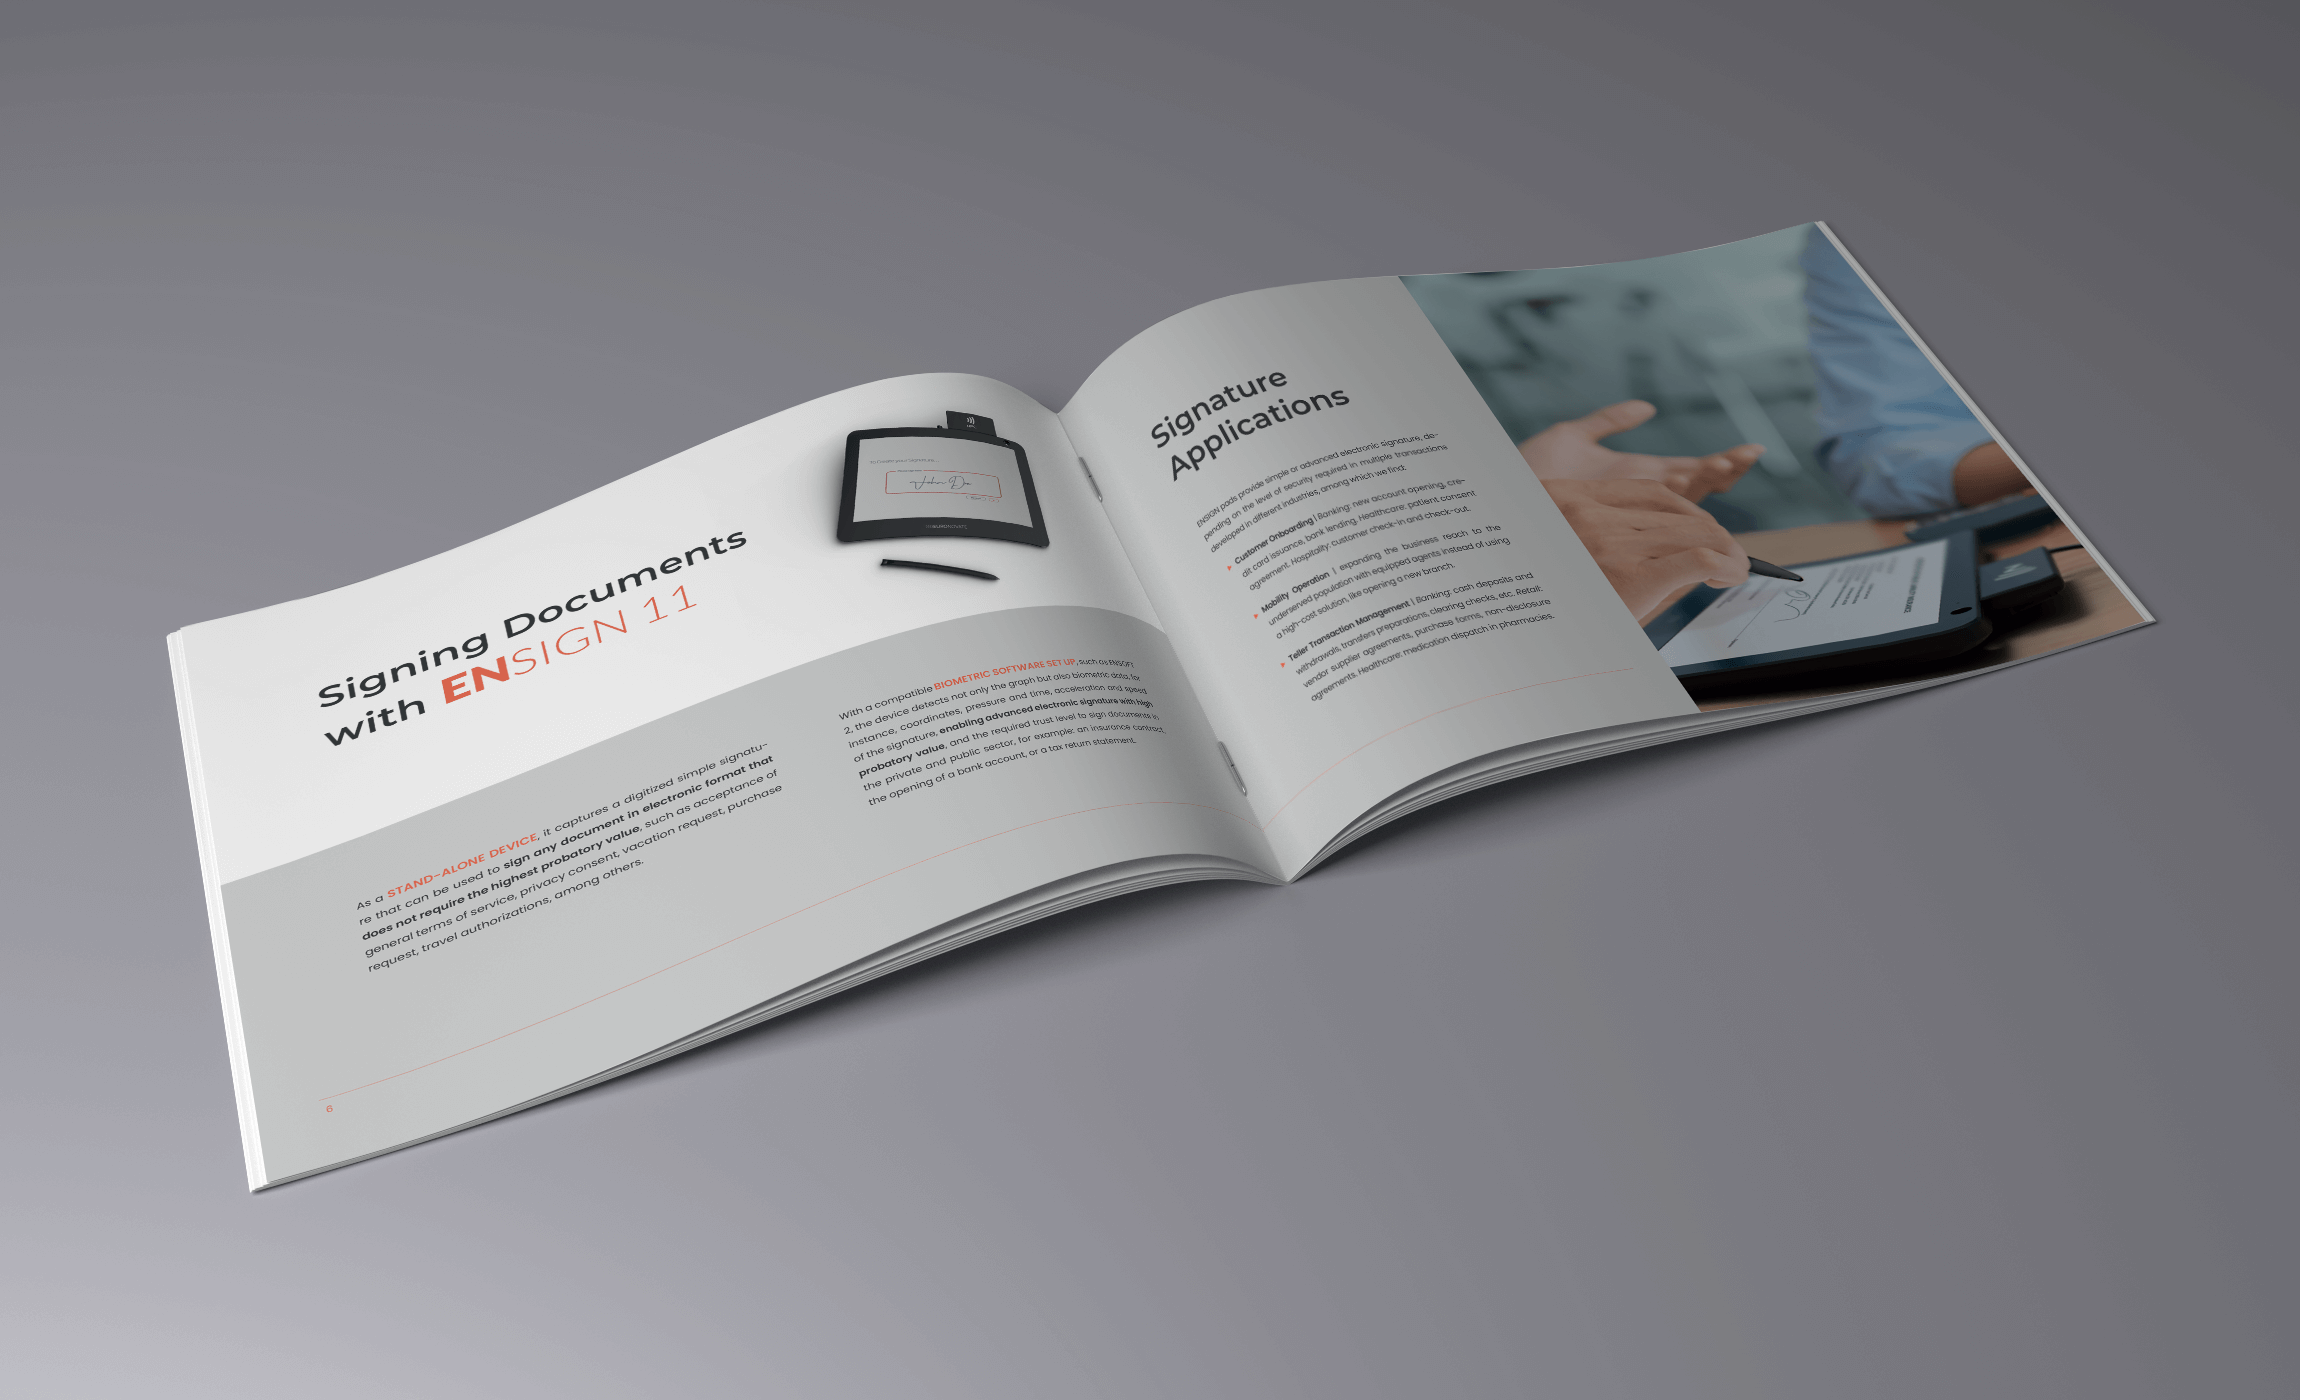 Signing Documents
with ENSIGN 11
As a STAND-ALONE DEVICE, it captures a digitized simple signatu-
re that can be used to sign any document in electronic format that
does not require the highest probatory value, such as acceptance of
general terms of service, privacy consent, vacation request, purchase
request, travel authorizations, among others.
With a compatible BIOMETRIC SOFTWARE SET UP, such as ENSOFT
2, the device detects not only the graph but also biometric data, for
instance, coordinates, pressure and time, acceleration and speed
of the signature, enabling advanced electronic signature with high
probatory value, and the required trust level to sign documents in
the private and public sector, for example: an insurance contract,
the opening of a bank account, or a tax return statement.
John Doe
6
Signature
Applications
ENSIGN pads provide simple or advanced electronic signature, de-
pending on the level of security required in multiple transactions
developed in different industries, among which we find:
Customer Onboarding | Banking: new account opening, cre-
dit card issuance, bank lending. Healthcare: patient consent
agreement. Hospitality: customer check-in and check-out.
Mobility Operation | expanding the business reach to the
underserved population with equipped agents instead of using
a high-cost solution, like opening a new branch.
Teller Transaction Management | Banking: cash deposits and
withdrawals, transfers preparations, clearing checks, etc. Retail:
vendor supplier agreements, purchase forms, non-disclosure
agreements. Healthcare: medication dispatch in pharmacies.